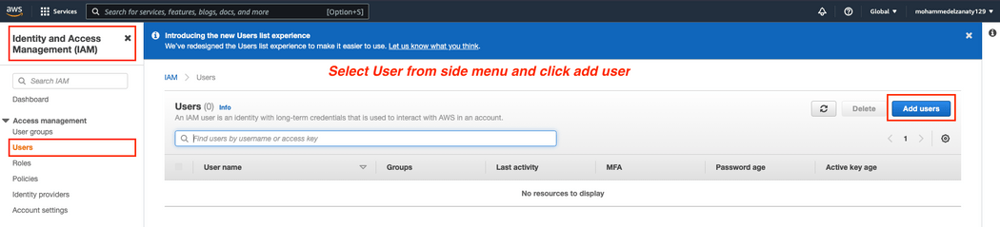 aws
Services
Search for services, features, blogs, docs, and more
[Option+S]
Global
mohammedelzanaty129
Identity and Access
Management (IAM)
Search IAM
Dashboard
Access management
User groups
Users
Roles
Policies
Identity providers
Account settings
Introducing the new Users list experience
We've redesigned the Users list experience to make it easier to use. Let us know what you think.
IAM > Users
Select User from side menu and click add user
Users (0) Info
An IAM user is an identity with long-term credentials that is used to interact with AWS in an account.
Delete
Add users
Find users by username or access key
1
User name
Groups
Last activity
MFA
Password age
Active key age
No resources to display